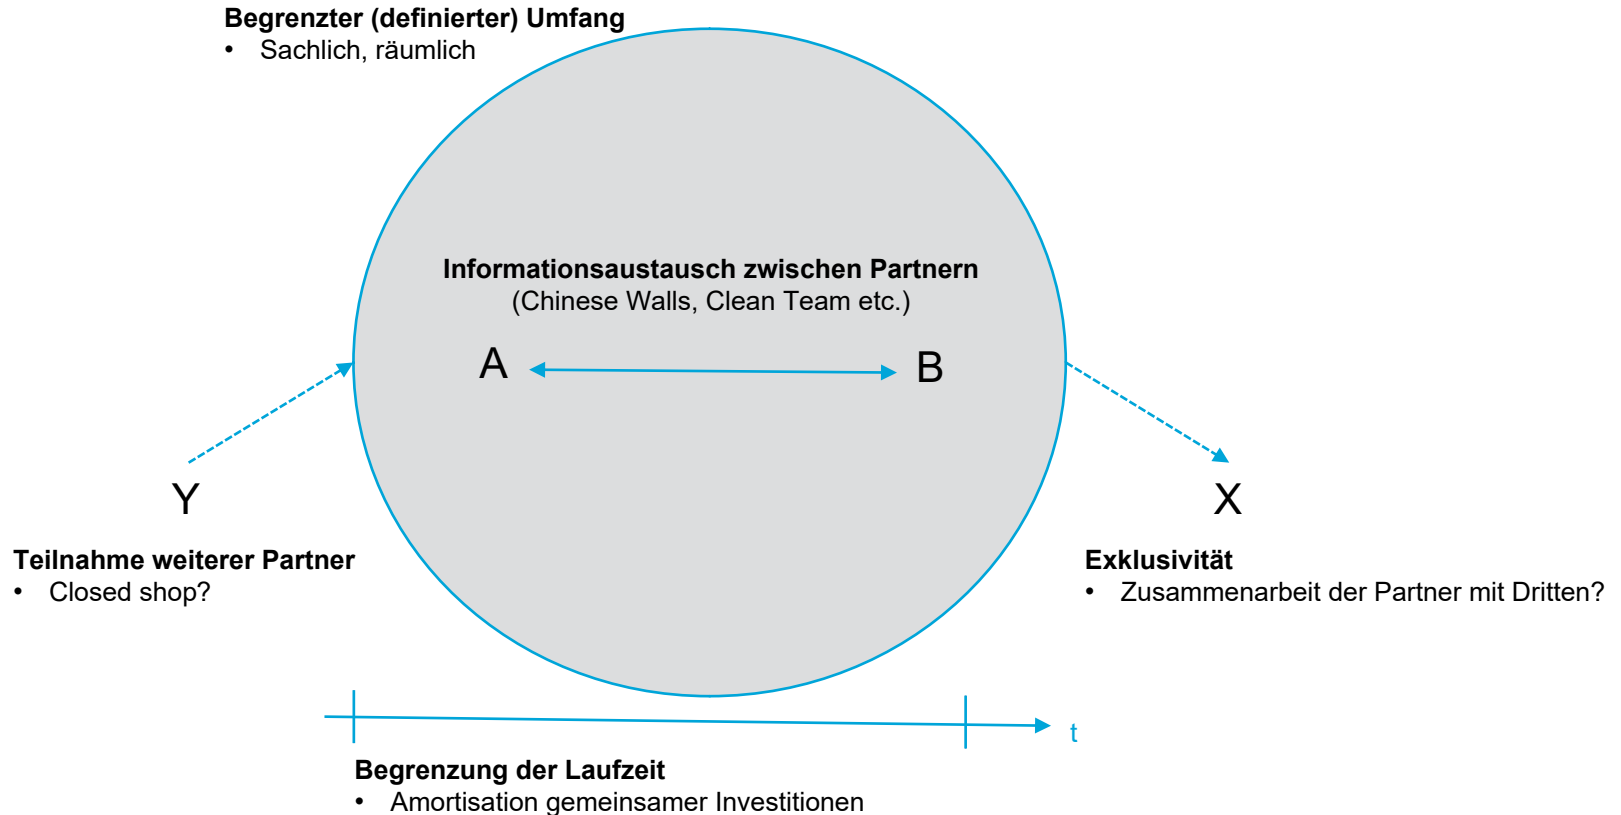 Begrenzter (definierter) Umfang
• Sachlich, räumlich
Informationsaustausch zwischen Partnern
(Chinese Walls, Clean Team etc.)
A
B
Y
X
Teilnahme weiterer Partner
• Closed shop?
Exklusivität
• Zusammenarbeit der Partner mit Dritten?
t
Begrenzung der Laufzeit
• Amortisation gemeinsamer Investitionen